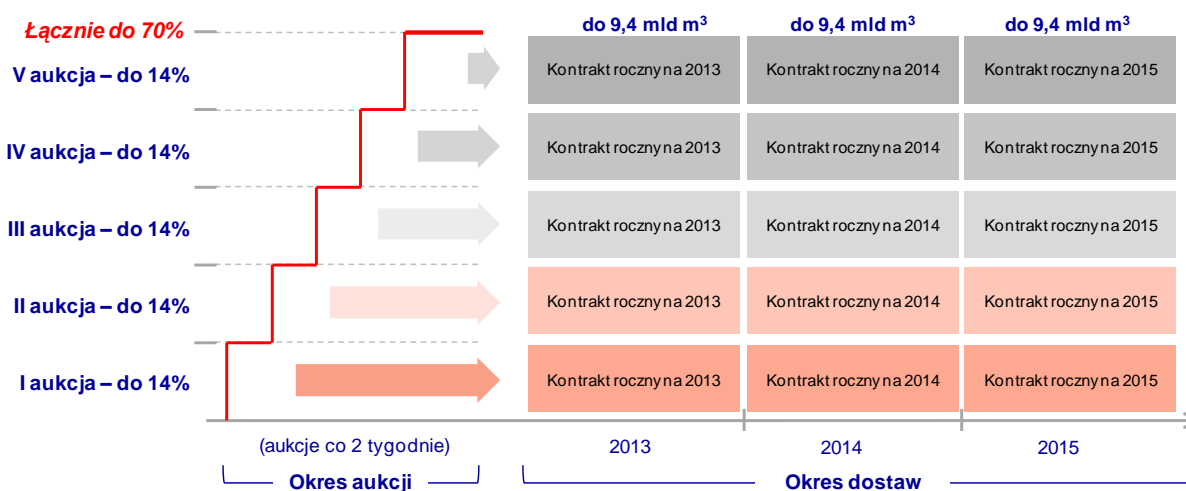 Łącznie do 70%
do 9,4 mld m³ do 9,4 mld m³ do 9,4 mld m³
V aukcja – do 14% Kontrakt roczny na 2013 Kontrakt roczny na 2014 Kontrakt roczny na 2015
IV aukcja – do 14% Kontrakt roczny na 2013 Kontrakt roczny na 2014 Kontrakt roczny na 2015
III aukcja – do 14% Kontrakt roczny na 2013 Kontrakt roczny na 2014 Kontrakt roczny na 2015
II aukcja – do 14% Kontrakt roczny na 2013 Kontrakt roczny na 2014 Kontrakt roczny na 2015
I aukcja – do 14% Kontrakt roczny na 2013 Kontrakt roczny na 2014 Kontrakt roczny na 2015
(aukcje co 2 tygodnie) 2013 2014 2015
Okres aukcji Okres dostaw